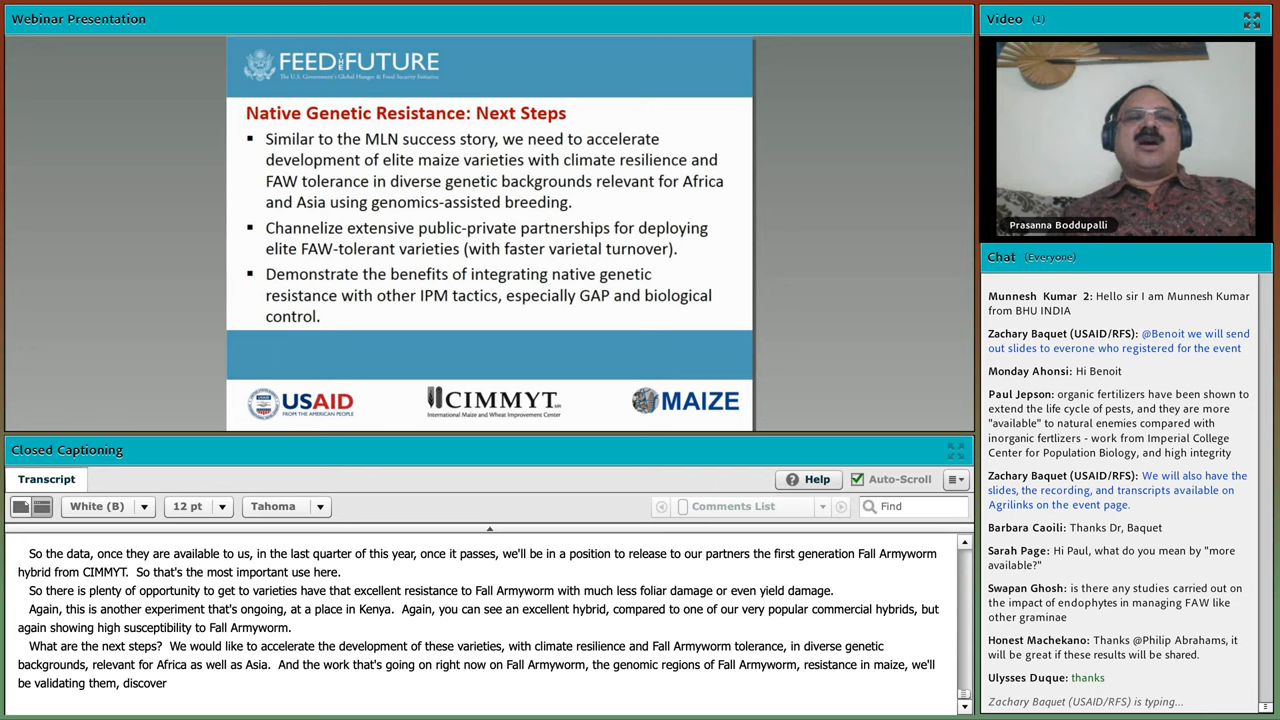 Webinar Presentation
FEED THE FUTURE
The U.S. Government's Global Hunger & Food Security Initiative
Native Genetic Resistance: Next Steps
▪ Similar to the MLN success story, we need to accelerate
development of elite maize varieties with climate resilience and
FAW tolerance in diverse genetic backgrounds relevant for Africa
and Asia using genomics-assisted breeding.
▪ Channelize extensive public-private partnerships for deploying
elite FAW-tolerant varieties (with faster varietal turnover).
▪ Demonstrate the benefits of integrating native genetic
resistance with other IPM tactics, especially GAP and biological
control.
USAID
FROM THE AMERICAN PEOPLE
CIMMYT
International Maize and Wheat Improvement Center
MAIZE
Closed Captioning
Transcript
Help
Auto-Scroll
White (B)
12 pt
Tahoma
Comments List
Find
So the data, once they are available to us, in the last quarter of this year, once it passes, we'll be in a position to release to our partners the first generation Fall Armyworm
hybrid from CIMMYT. So that's the most important use here.
So there is plenty of opportunity to get to varieties have that excellent resistance to Fall Armyworm with much less foliar damage or even yield damage.
Again, this is another experiment that's ongoing, at a place in Kenya. Again, you can see an excellent hybrid, compared to one of our very popular commercial hybrids, but
again showing high susceptibility to Fall Armyworm.
What are the next steps? We would like to accelerate the development of these varieties, with climate resilience and Fall Armyworm tolerance, in diverse genetic
backgrounds, relevant for Africa as well as Asia. And the work that's going on right now on Fall Armyworm, the genomic regions of Fall Armyworm, resistance in maize, we'll
be validating them, discover
Video (1)
Prasanna Boddupalli
Chat (Everyone)
Munnesh Kumar 2: Hello sir I am Munnesh Kumar
from BHU INDIA
Zachary Baquet (USAID/RFS): @Benoit we will send
out slides to everone who registered for the event
Monday Ahonsi: Hi Benoit
Paul Jepson: organic fertilizers have been shown to
extend the life cycle of pests, and they are more
"available" to natural enemies compared with
inorganic fertlizers - work from Imperial College
Center for Population Biology, and high integrity
Zachary Baquet (USAID/RFS): We will also have the
slides, the recording, and transcripts available on
Agrilinks on the event page.
Barbara Caoili: Thanks Dr, Baquet
Sarah Page: Hi Paul, what do you mean by "more
available?"
Swapan Ghosh: is there any studies carried out on
the impact of endophytes in managing FAW like
other graminae
Honest Machekano: Thanks @Philip Abrahams, it
will be great if these results will be shared.
Ulysses Duque: thanks
Zachary Baquet (USAID/RFS) is typing...